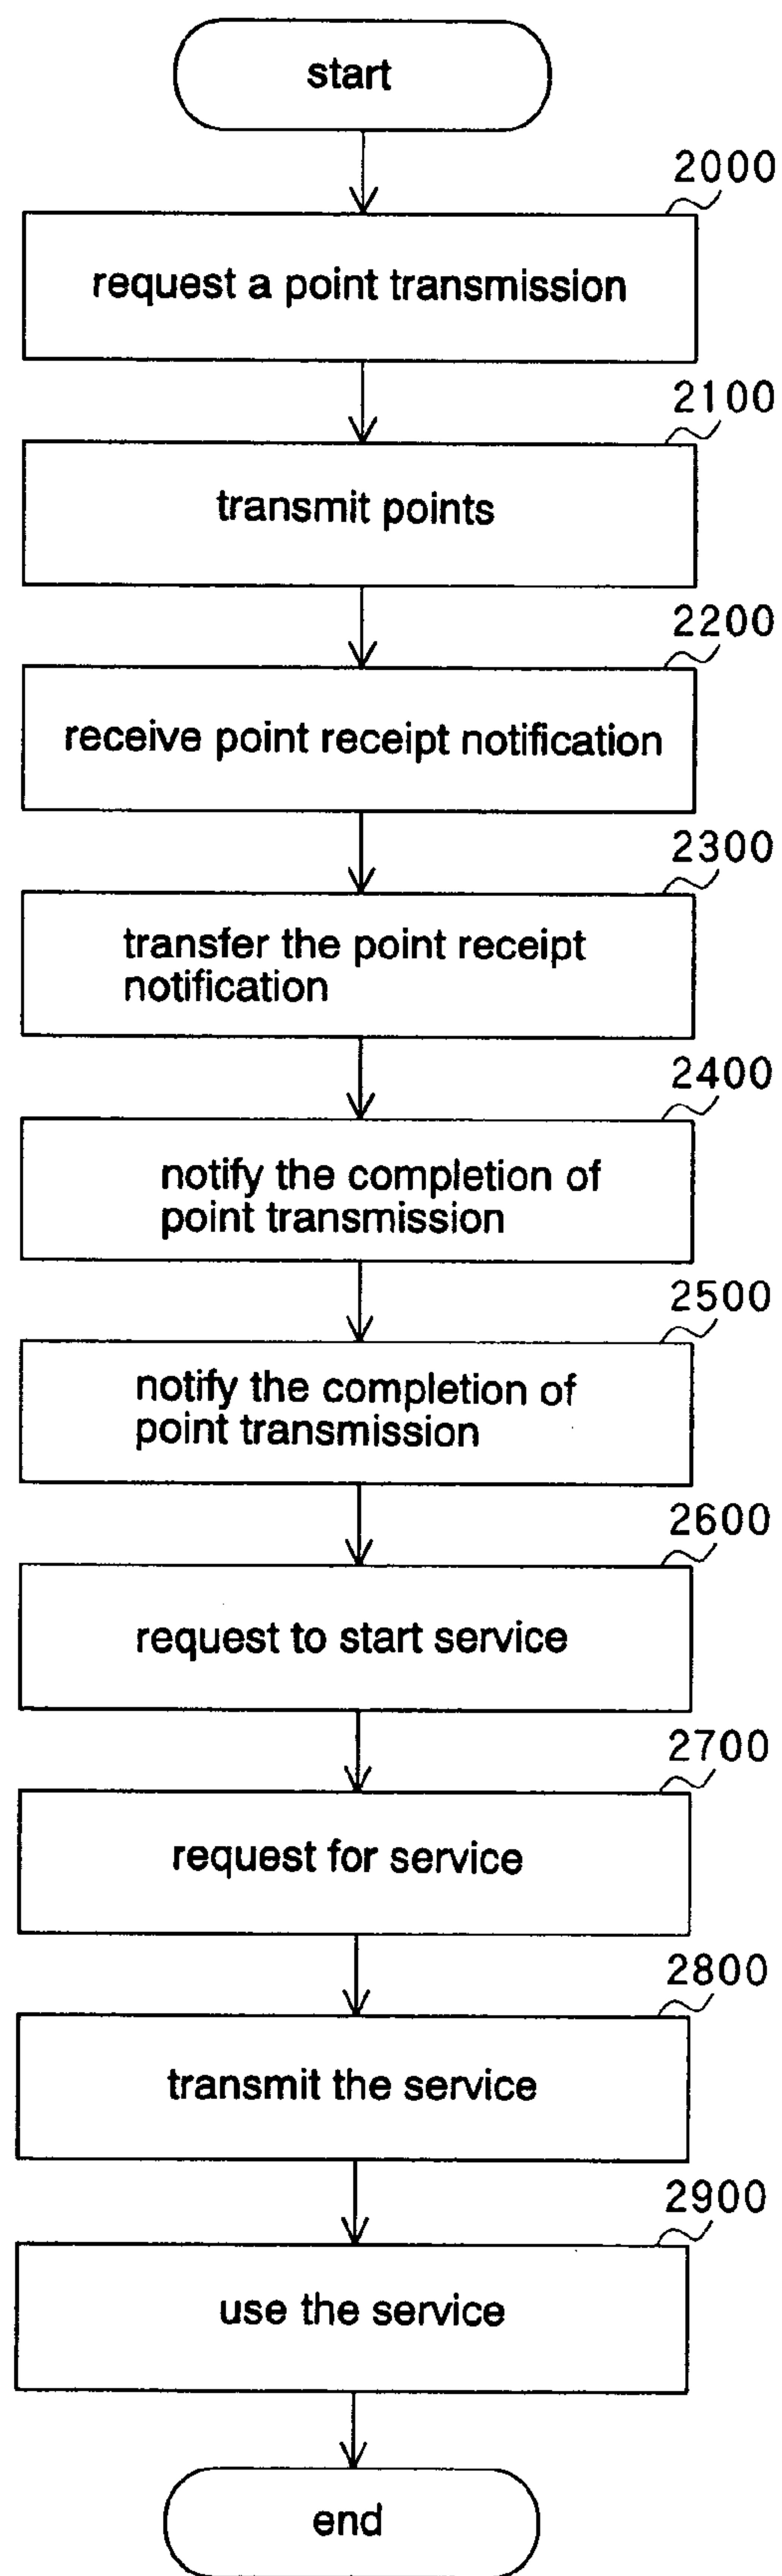 start
2000
request a point transmission
2100
transmit points
2200
receive point receipt notification
2300
transfer the point receipt
notification
2400
notify the completion of
point transmission
2500
notify the completion of
point transmission
2600
request to start service
2700
request for service
2800
transmit the service
2900
use the service
end